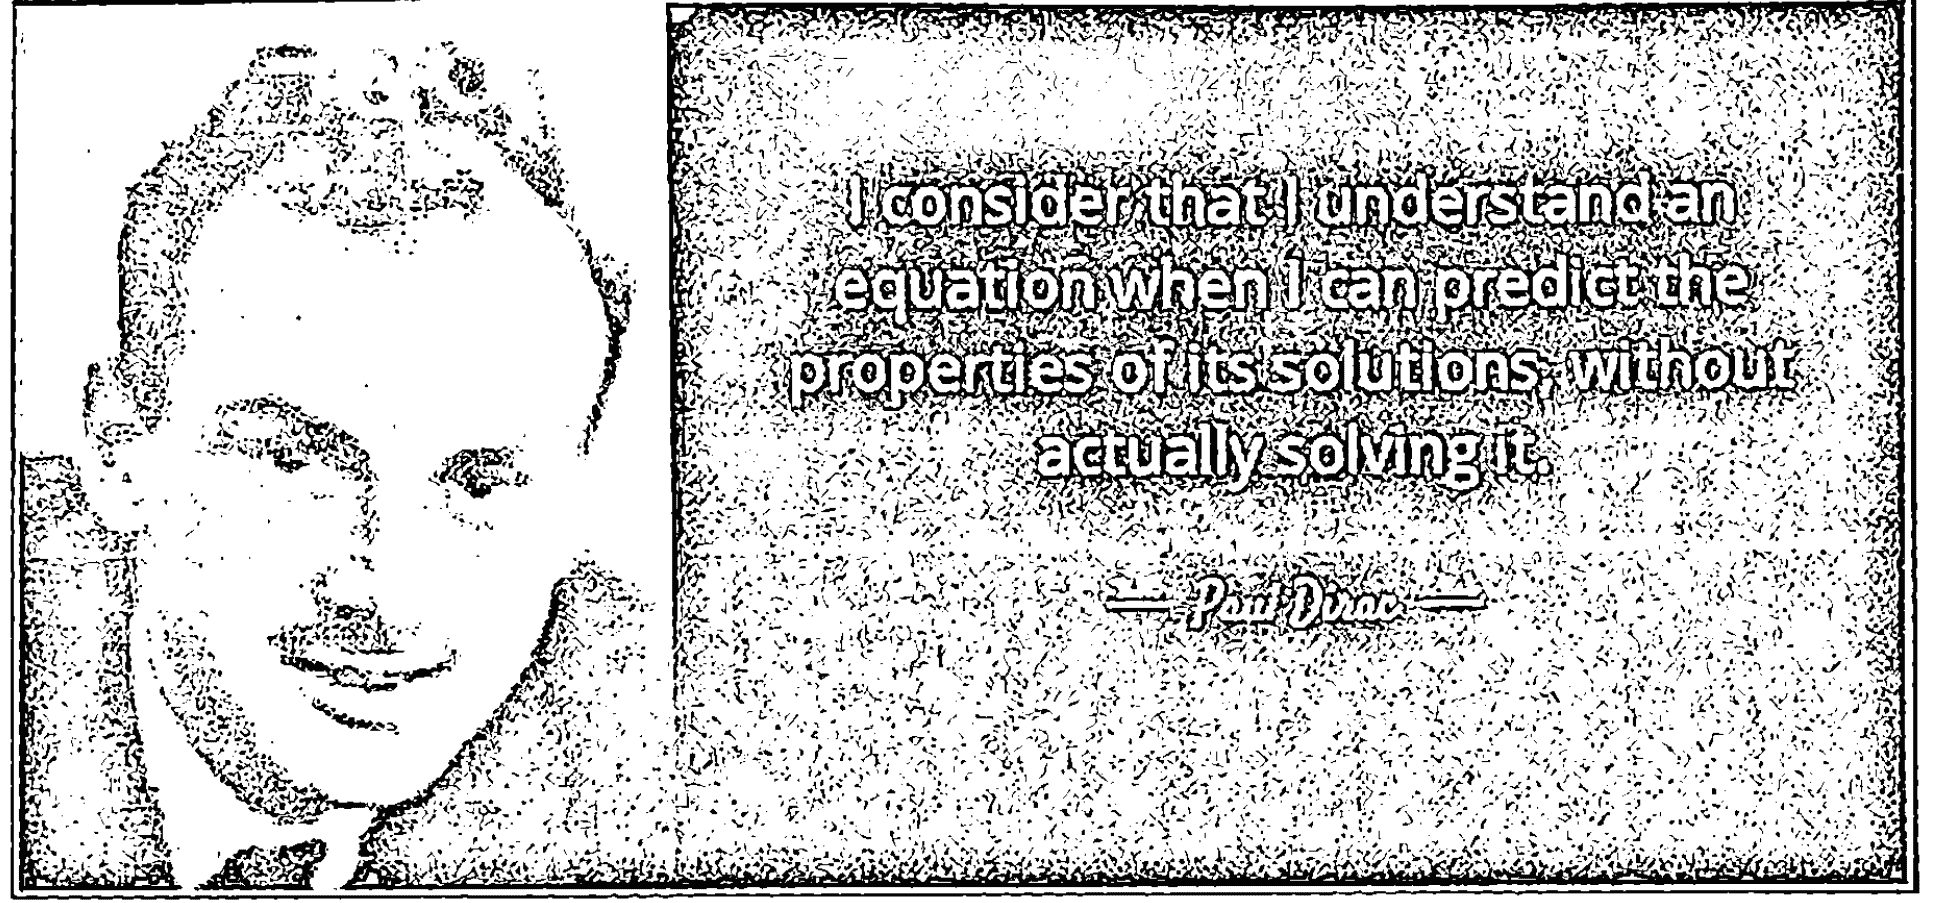 I consider that I understand an
equation when I can predict the
properties of its solutions, without
actually solving it.
— Paul Dirac —